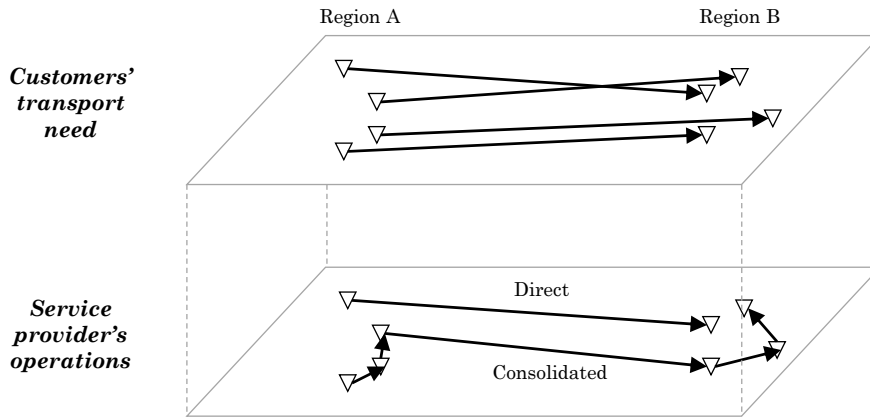 Region A
Region B
Customers’
transport
need
Direct
Service
provider’s
operations
Consolidated